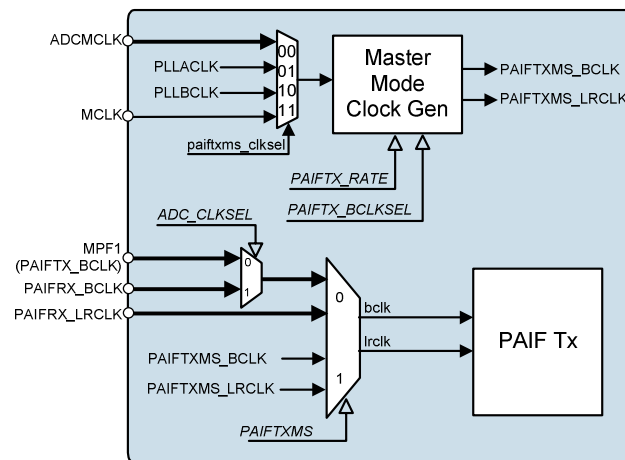 ADCMCLK
PLLACLK
PLLBCLK
MCLK
00
01
10
11
paiftxms_clksel
Master
Mode
Clock Gen
PAIFTXMS_BCLK
PAIFTXMS_LRCLK
PAIFTX_RATE
PAIFTX_BCLKSEL
ADC_CLKSEL
MPF1
(PAIFTX_BCLK)
PAIFRX_BCLK
PAIFRX_LRCLK
0
1
PAIFTXMS_BCLK
PAIFTXMS_LRCLK
0
1
PAIFTXMS
bclk
lrclk
PAIF Tx